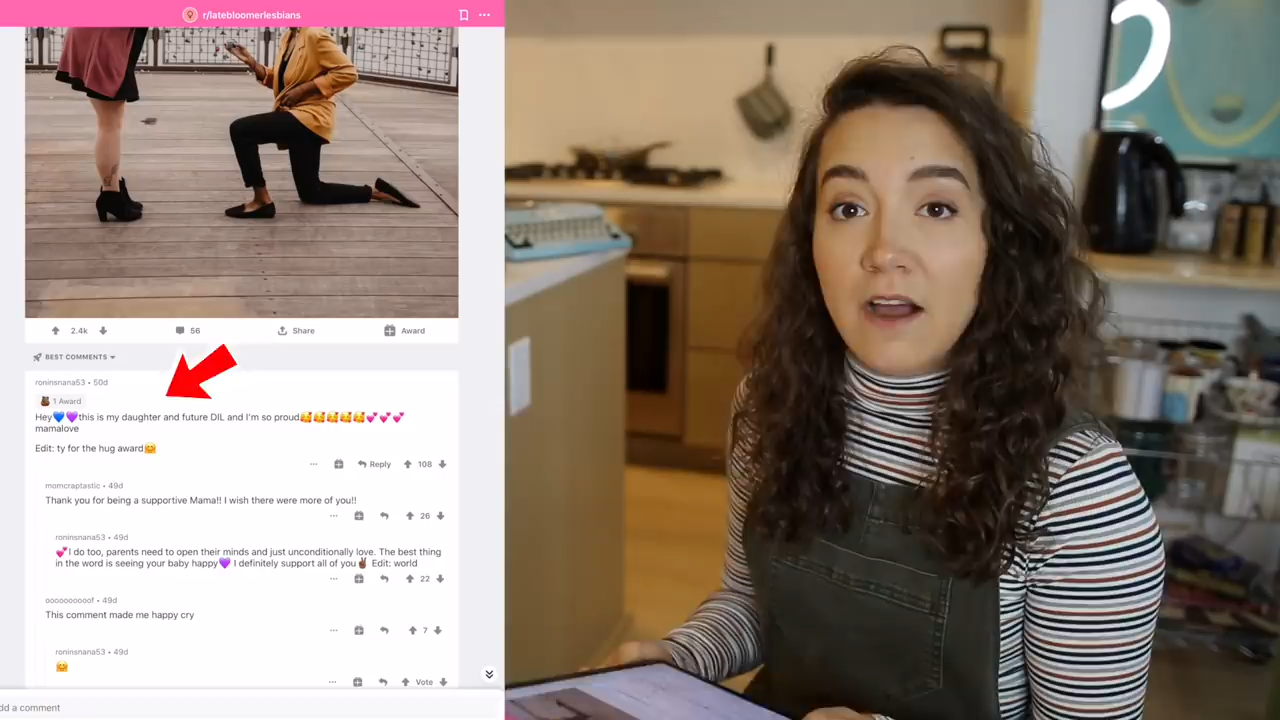 r/latebloomerlesbians
2.4k 56 Share Award
BEST COMMENTS
roninsnana53 • 50d
1 Award
Hey💙💜this is my daughter and future DIL and I'm so proud🥰🥰🥰🥰🥰💕💕💕
mamalove
Edit: ty for the hug award🤗
Reply 108
momcraptastic • 49d
Thank you for being a supportive Mama!! I wish there were more of you!!
26
roninsnana53 • 49d
💕I do too, parents need to open their minds and just unconditionally love. The best thing
in the word is seeing your baby happy💜 I definitely support all of you✌🏾 Edit: world
22
oooooooooof • 49d
This comment made me happy cry
7
roninsnana53 • 49d
🤗
Vote
dd a comment